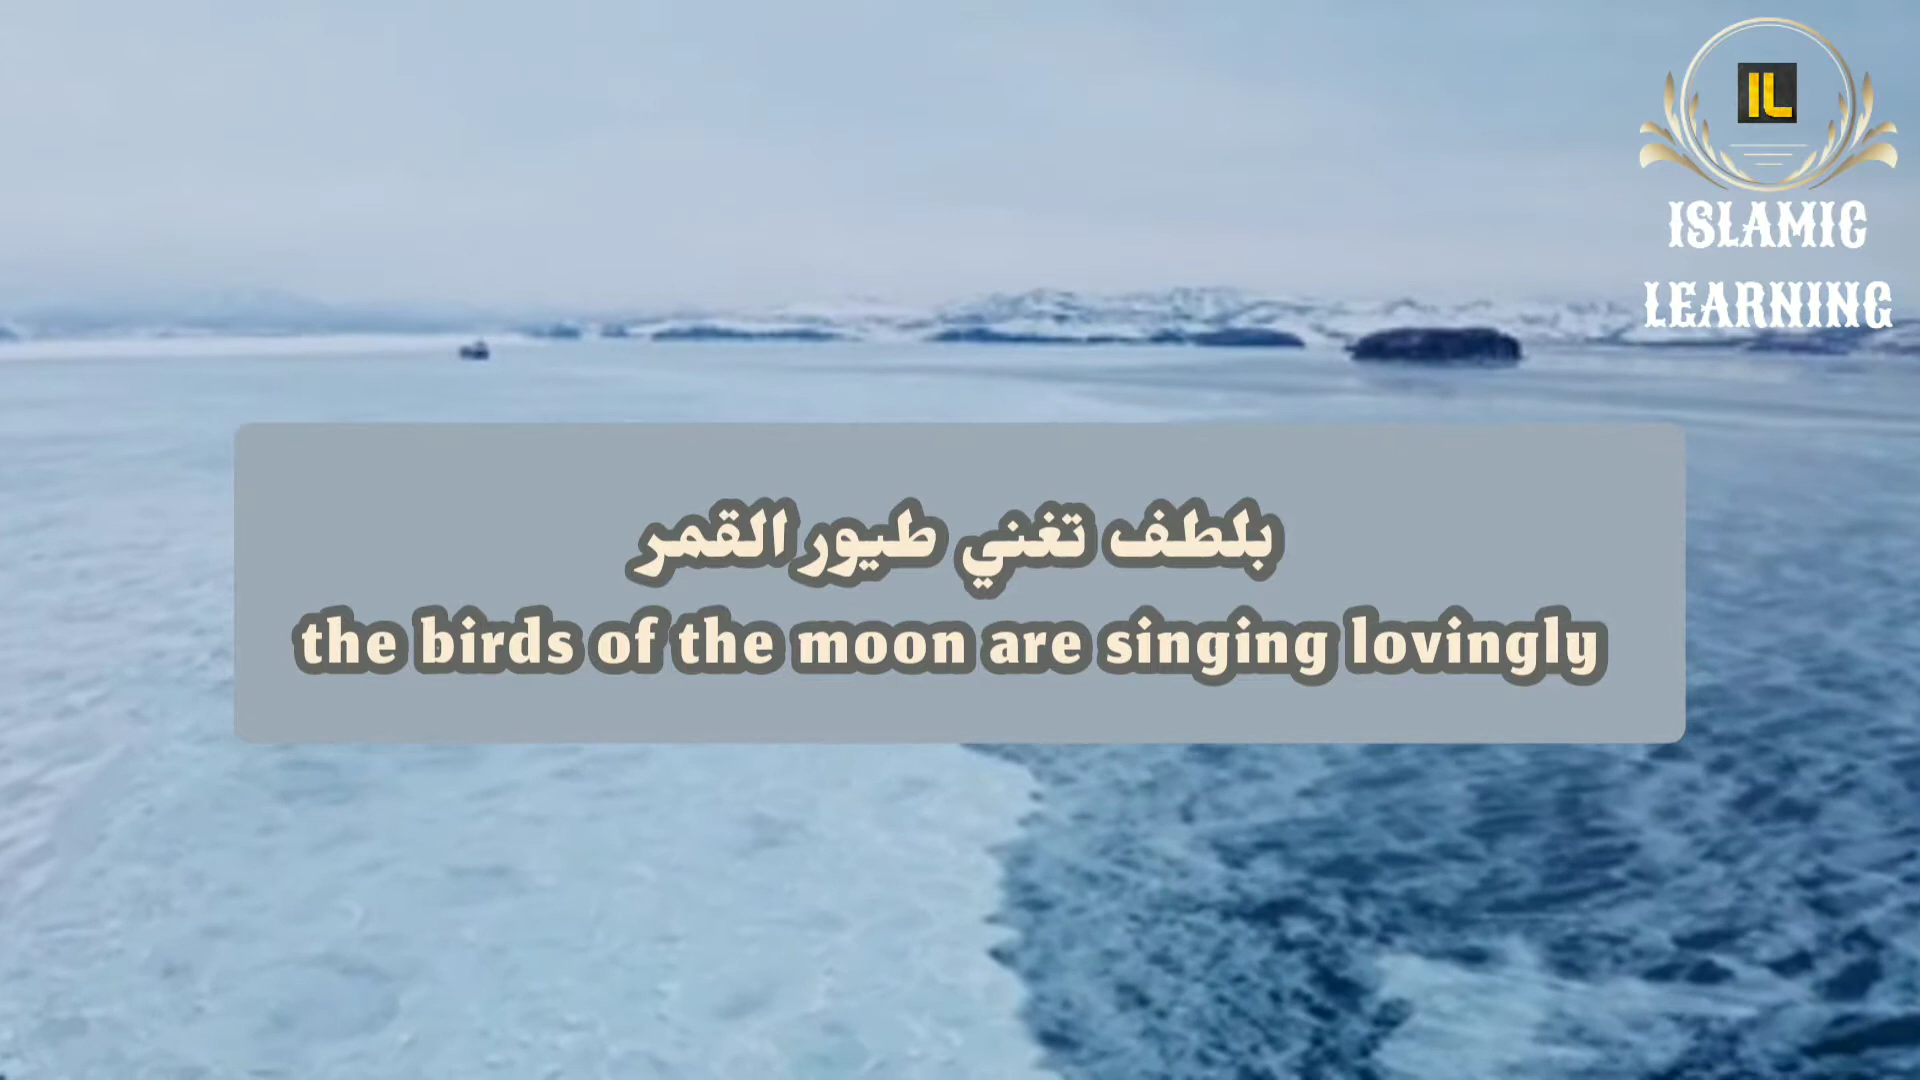 IL
ISLAMIC
LEARNING
بلطف تغني طيور القمر
the birds of the moon are singing lovingly